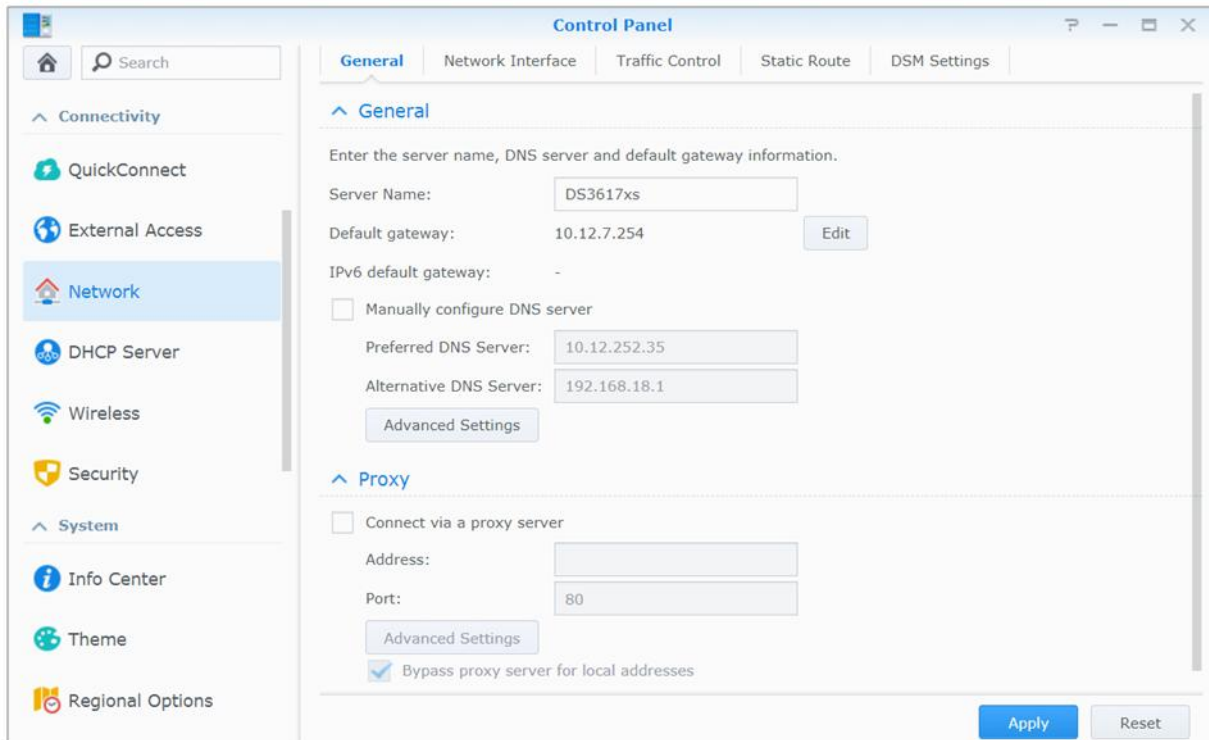 Control Panel
Search
Connectivity
QuickConnect
External Access
Network
DHCP Server
Wireless
Security
System
Info Center
Theme
Regional Options
General Network Interface Traffic Control Static Route DSM Settings
General
Enter the server name, DNS server and default gateway information.
Server Name: DS3617xs
Default gateway: 10.12.7.254 Edit
IPv6 default gateway: -
Manually configure DNS server
Preferred DNS Server: 10.12.252.35
Alternative DNS Server: 192.168.18.1
Advanced Settings
Proxy
Connect via a proxy server
Address:
Port: 80
Advanced Settings
Bypass proxy server for local addresses
Apply Reset